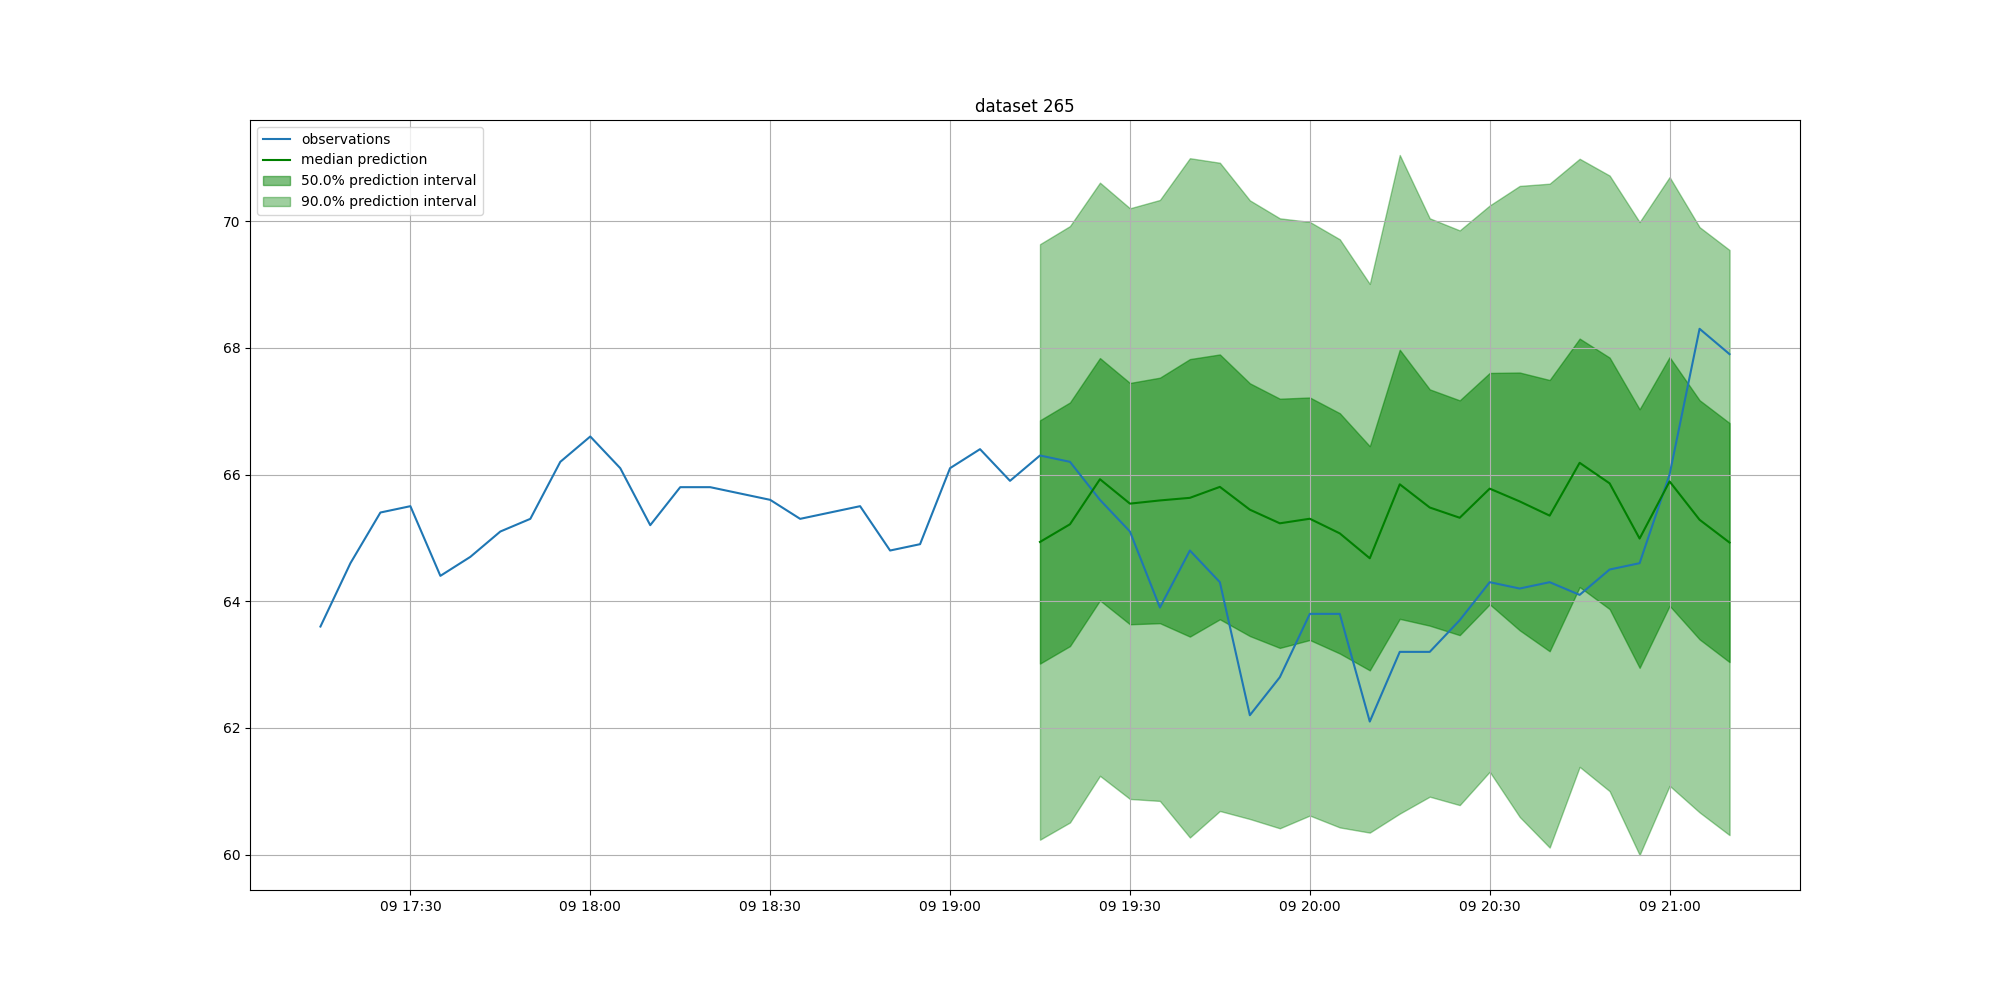 dataset 265
observations
median prediction
50.0% prediction interval
90.0% prediction interval
70
68
66
64
62
60
09 17:30
09 18:00
09 18:30
09 19:00
09 19:30
09 20:00
09 20:30
09 21:00